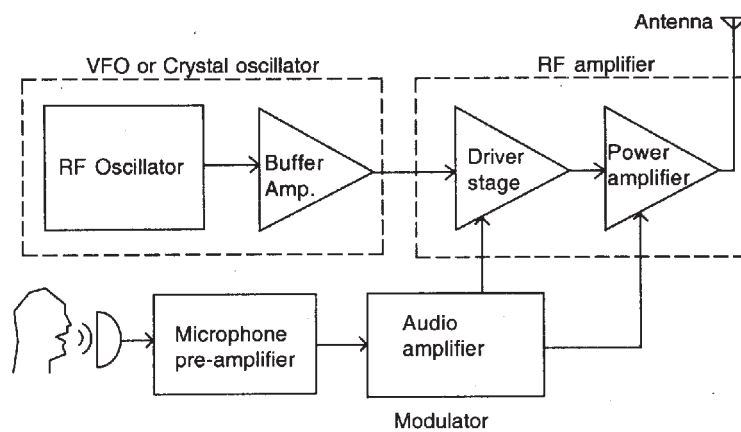 Antenna
VFO or Crystal oscillator
RF amplifier
RF Oscillator
Buffer
Amp.
Driver
stage
Power
amplifier
Microphone
pre-amplifier
Audio
amplifier
Modulator